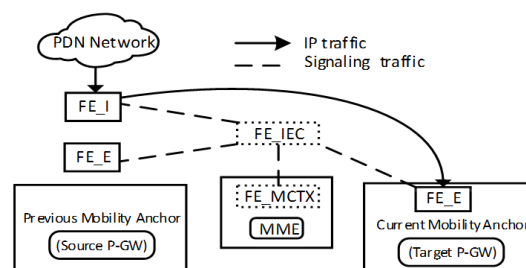 PDN Network
IP traffic
Signaling traffic
FE_I
FE_IEC
FE_E
FE_MCTX
MME
FE_E
Previous Mobility Anchor
(Source P-GW)
Current Mobility Anchor
(Target P-GW)